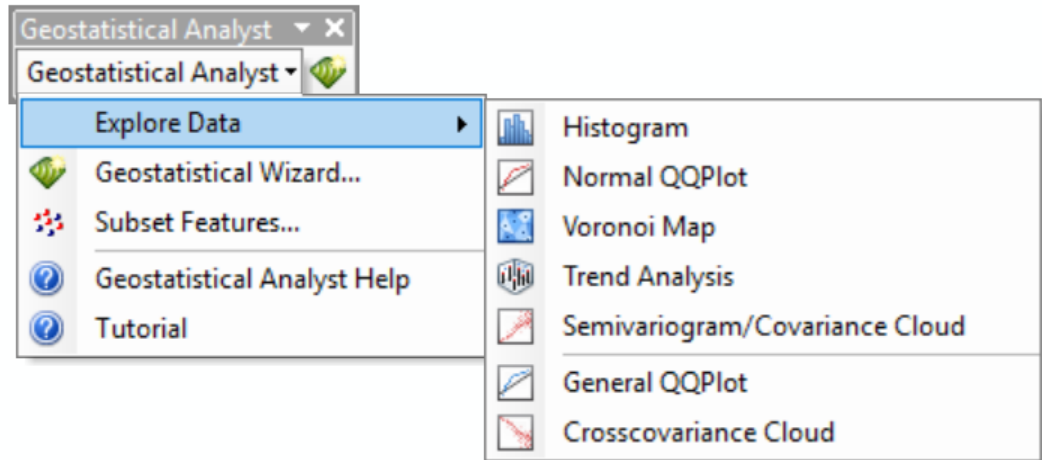 Geostatistical Analyst
Geostatistical Analyst
Explore Data
Geostatistical Wizard...
Subset Features...
Geostatistical Analyst Help
Tutorial
Histogram
Normal QQPlot
Voronoi Map
Trend Analysis
Semivariogram/Covariance Cloud
General QQPlot
Crosscovariance Cloud